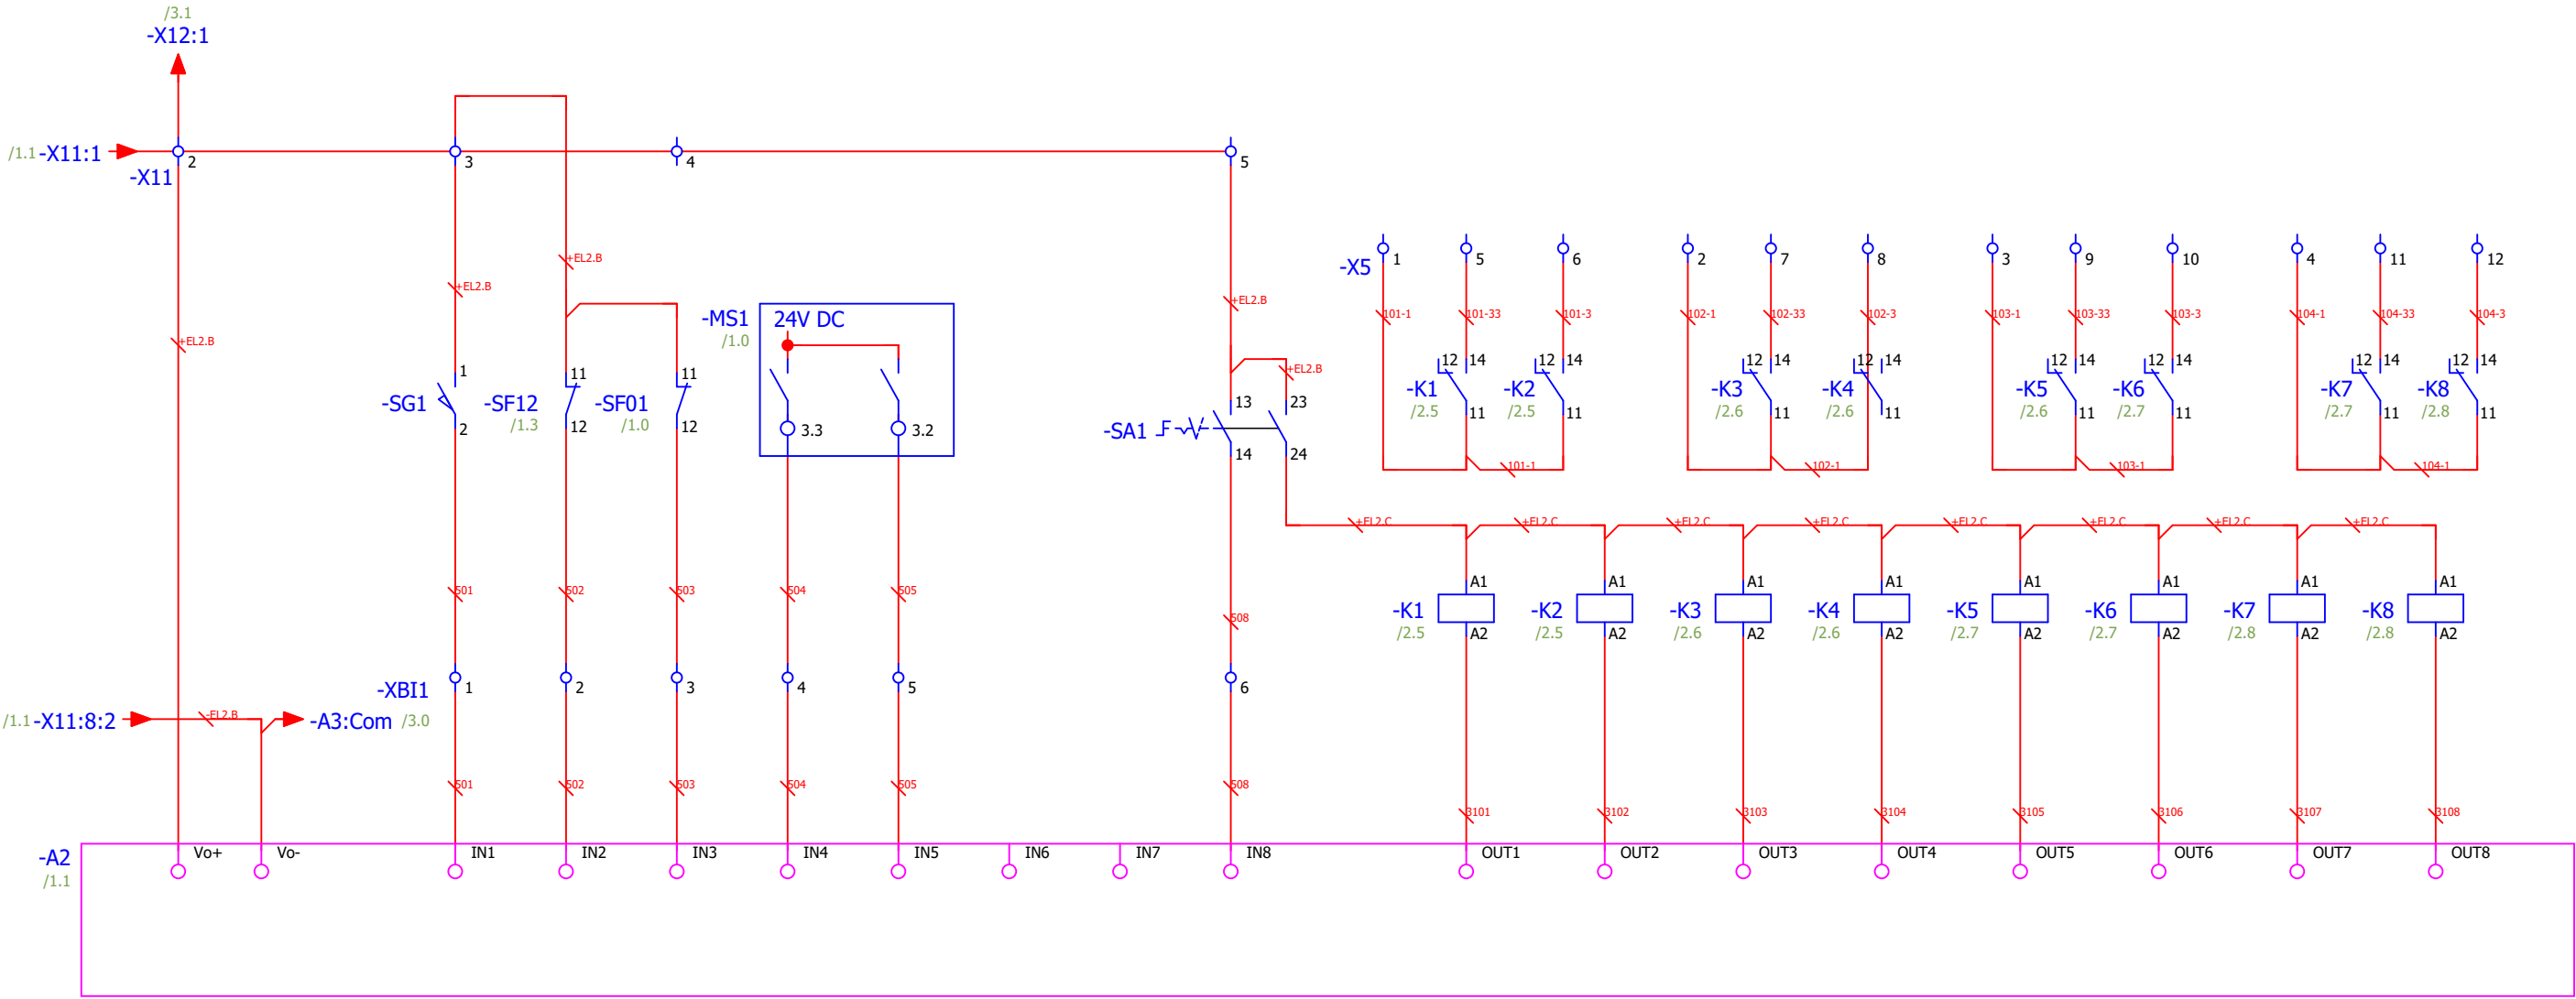 /3.1
-X12:1
/1.1 -X11:1
2
3
4
5
-X11
-X5
1
5
6
2
7
8
3
9
10
4
11
12
+EL2.B
+EL2.B
+EL2.B
+EL2.B
+EL2.B
+EL2.B
-MS1
/1.0
24V DC
3.3
3.2
101-1
101-33
101-3
102-1
102-33
102-3
103-1
103-33
103-3
104-1
104-33
104-3
-SG1
1
2
-SF12
/1.3
11
12
-SF01
/1.0
11
12
-SA1
13
14
23
24
-K1
/2.5
12 14
11
-K2
/2.5
12 14
11
-K3
/2.6
12 14
11
-K4
/2.6
12 14
11
-K5
/2.6
12 14
11
-K6
/2.7
12 14
11
-K7
/2.7
12 14
11
-K8
/2.8
12 14
11
101-1
102-1
103-1
104-1
+EL2.C
+EL2.C
+EL2.C
+EL2.C
+EL2.C
+EL2.C
+EL2.C
+EL2.C
-K1
/2.5
A1
A2
-K2
/2.5
A1
A2
-K3
/2.6
A1
A2
-K4
/2.6
A1
A2
-K5
/2.7
A1
A2
-K6
/2.7
A1
A2
-K7
/2.8
A1
A2
-K8
/2.8
A1
A2
501
502
503
504
505
508
-XBI1
1
2
3
4
5
6
/1.1 -X11:8:2
-EL2.B
-A3:Com /3.0
501
502
503
504
505
508
3101
3102
3103
3104
3105
3106
3107
3108
-A2
/1.1
Vo+
Vo-
IN1
IN2
IN3
IN4
IN5
IN6
IN7
IN8
OUT1
OUT2
OUT3
OUT4
OUT5
OUT6
OUT7
OUT8